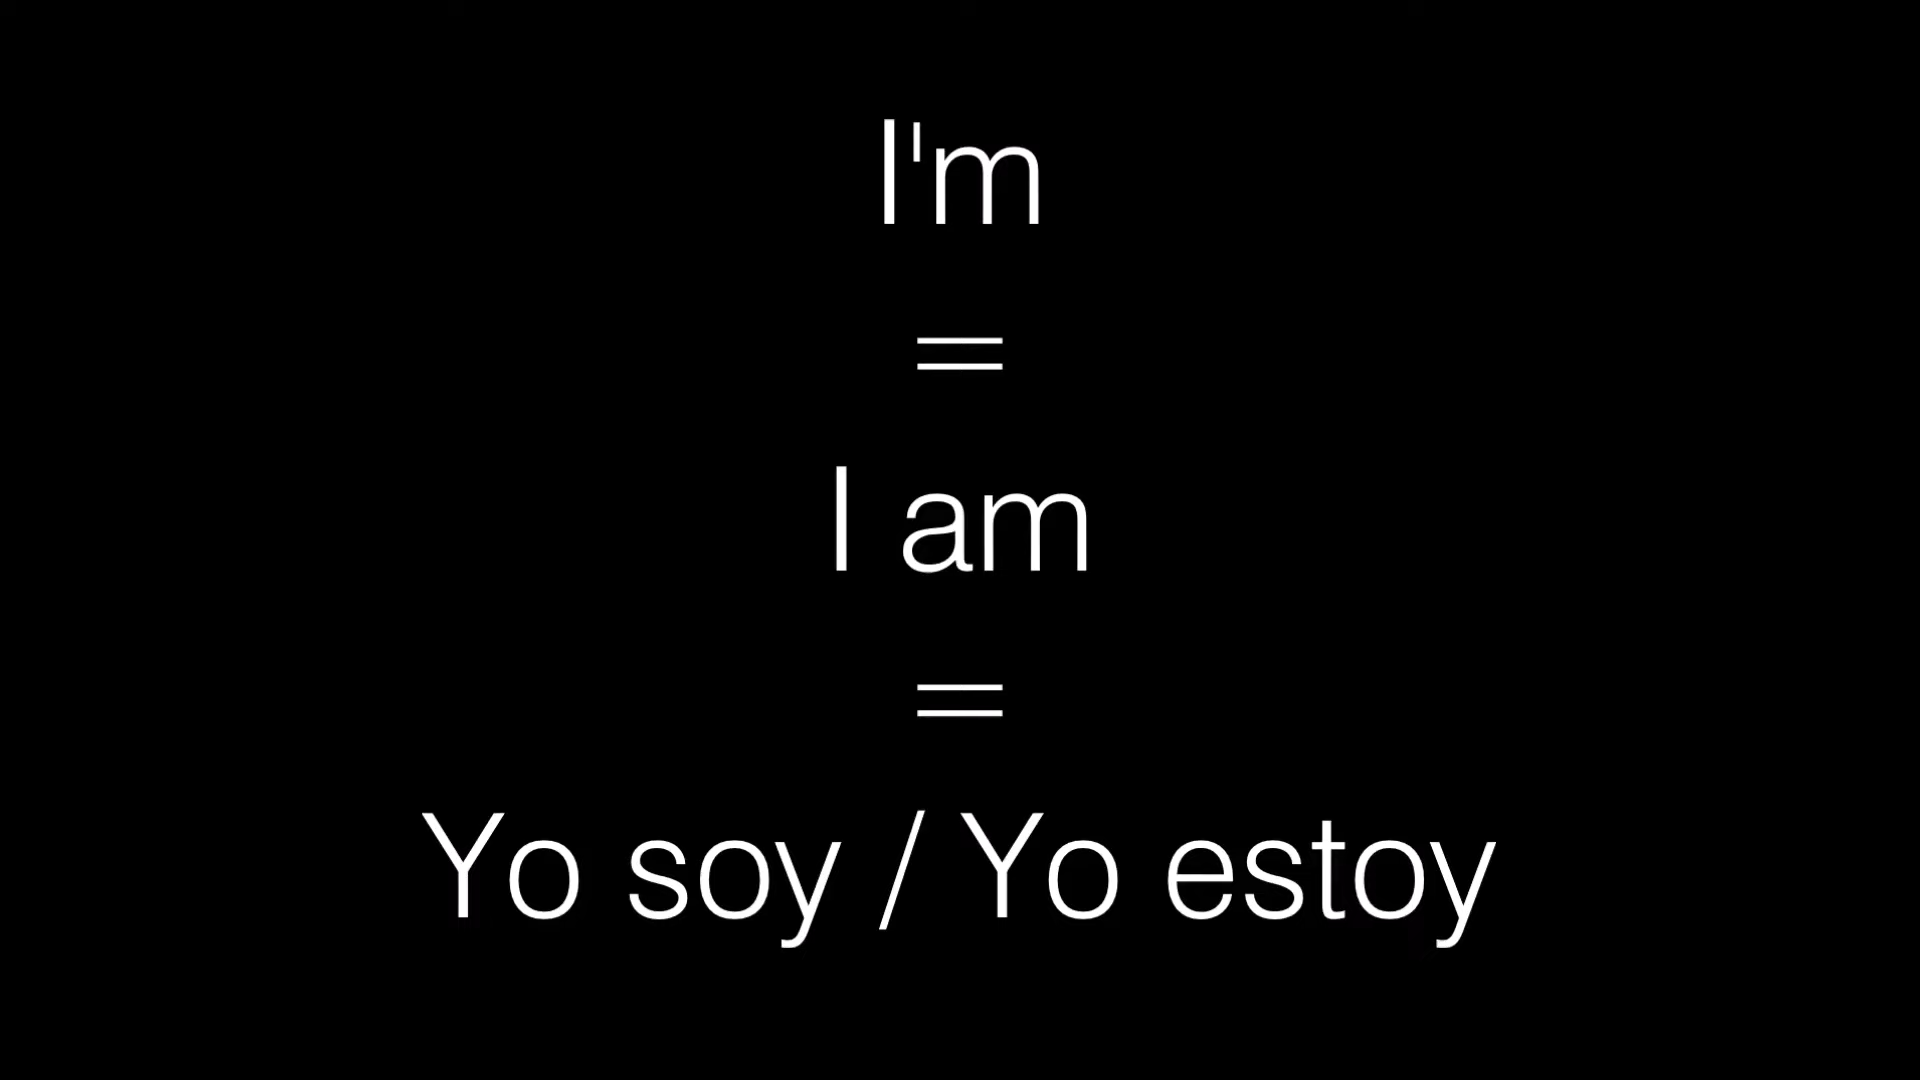 I'm
=
I am
=
Yo soy / Yo estoy